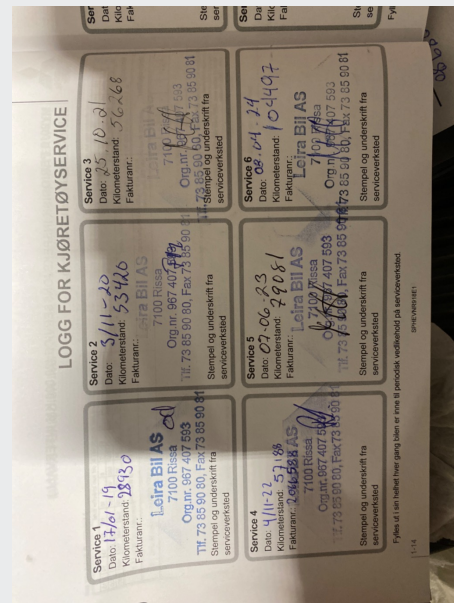 LOGG FOR KJØRETØYSERVICE
Service 1
Dato: 17/01-19
Kilometerstand: 28930
Fakturanr.:
Leira Bil AS
7100 Rissa
Org.nr. 967 407 593
Tlf. 73 85 90 80, Fax 73 85 90 81
Stempel og underskrift fra
serviceverksted
Service 2
Dato: 3/11-20
Kilometerstand: 53420
Fakturanr.:
Leira Bil AS
7100 Rissa
Org.nr. 967 407 593
Tlf. 73 85 90 80, Fax 73 85 90 81
Stempel og underskrift fra
serviceverksted
Service 3
Dato: 25-10-21
Kilometerstand: 56268
Fakturanr.:
Leira Bil AS
7100
Org.nr. 967 407 593
Tlf. 73 85 90 80, Fax 73 85 90 81
Stempel og underskrift fra
serviceverksted
Service 4
Dato: 4/11-22
Kilometerstand: 57188
Fakturanr.:
Bil AS
7100 Rissa
Org.nr. 967 407 593
Tlf. 73 85 90 80, Fax 73 85 90 81
Stempel og underskrift fra
serviceverksted
Service 5
Dato: 07-06-23
Kilometerstand: 79081
Fakturanr.:
Leira Bil AS
7100 Rissa
967 407 593
Tlf. 73 85 90 80, Fax 73 85 90 81
Stempel og underskrift fra
serviceverksted
Service 6
Dato: 08.04-24
Kilometerstand: 104497
Fakturanr.:
Leira Bil AS
7100 Rissa
Org.nr. 967 407 593
Tlf. 73 85 90 80, Fax 73 85 90 81
Stempel og underskrift fra
serviceverksted
Fylles ut i sin helhet hver gang bilen er inne til periodisk vedlikehold på serviceverksted.
1-14